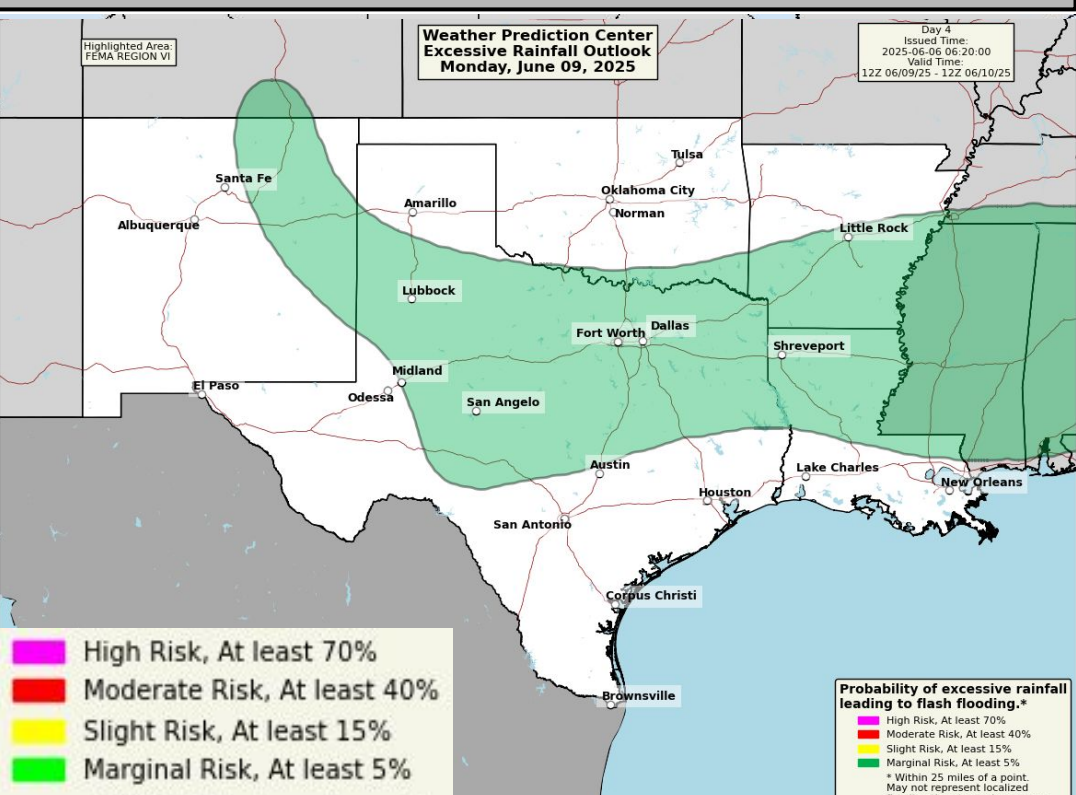 Highlighted Area:
FEMA REGION VI
Weather Prediction Center
Excessive Rainfall Outlook
Monday, June 09, 2025
Day 4
Issued Time:
2025-06-06 06:20:00
Valid Time:
12Z 06/09/25 - 12Z 06/10/25
Tulsa
Santa Fe
Oklahoma City
Amarillo
Norman
Albuquerque
Little Rock
Lubbock
Fort Worth
Dallas
Shreveport
Midland
El Paso
Odessa
San Angelo
Austin
Lake Charles
New Orleans
Houston
San Antonio
Corpus Christi
Brownsville
High Risk, At least 70%
Moderate Risk, At least 40%
Slight Risk, At least 15%
Marginal Risk, At least 5%
Probability of excessive rainfall
leading to flash flooding.*
High Risk, At least 70%
Moderate Risk, At least 40%
Slight Risk, At least 15%
Marginal Risk, At least 5%
* Within 25 miles of a point.
May not represent localized